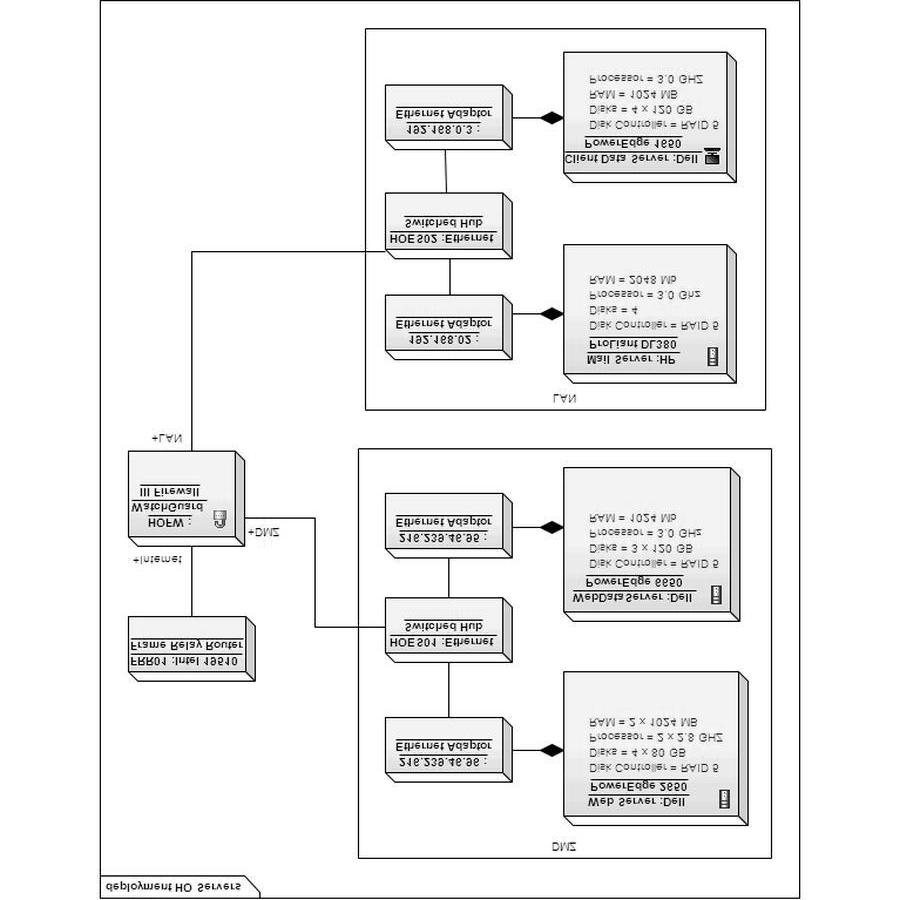 deployment HO Servers
DMZ
Web Server :Dell
PowerEdge 2650
Disk Controller = RAID 5
Disks = 4 x 80 GB
Processor = 2 x 2.8 GHZ
RAM = 2 x 1024 MB
216.239.46.96 :
Ethernet Adaptor
FRR01 :Intel 19510
Frame Relay Router
HOES01 :Ethernet
Switched Hub
WebData Server :Dell
PowerEdge 6650
Disk Controller = RAID 5
Disks = 3 x 120 GB
Processor = 3.0 GHz
RAM = 1024 Mb
+Internet
+DMZ
216.239.46.95 :
Ethernet Adaptor
HOFW :
WatchGuard
III Firewall
+LAN
LAN
Mail Server :HP
ProLiant DL380
Disk Controller = RAID 5
Disks = 4
Processor = 3.0 Ghz
RAM = 2048 Mb
192.168.02 :
Ethernet Adaptor
HOES02 :Ethernet
Switched Hub
Client Data Server :Dell
PowerEdge 1650
Disk Controller = RAID 5
Disks = 4 x 120 GB
RAM = 1024 MB
Processor = 3.0 GHZ
192.168.0.3 :
Ethernet Adaptor